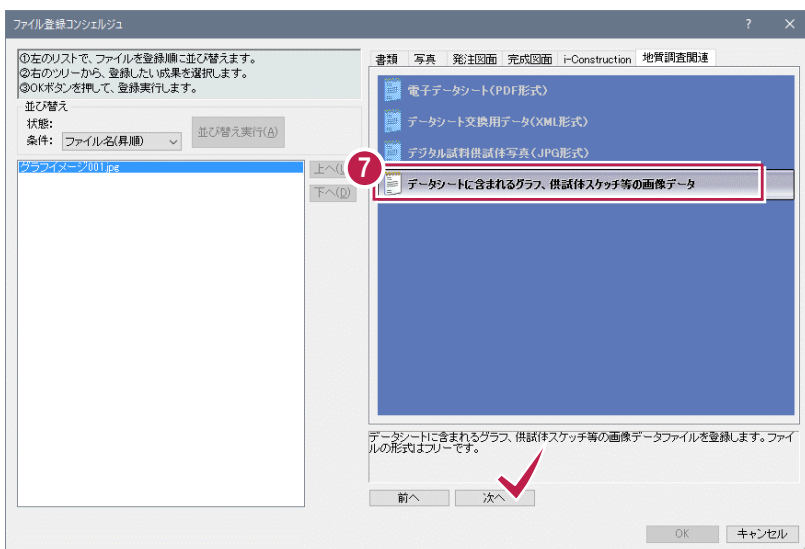 ファイル登録コンシェルジュ
?
①左のリストで、ファイルを登録順に並び替えます。
②右のツリーから、登録したい成果を選択します。
③OKボタンを押して、登録実行します。
並び替え
状態:
条件: ファイル名(昇順)
並び替え実行(A)
グラフイメージ001.jpg
上へ(
下へ(D)
書類 写真 発注図面 完成図面 i-Construction 地質調査関連
電子データシート(PDF形式)
データシート交換用データ(XML形式)
デジタル試料供試体写真(JPG形式)
7
データシートに含まれるグラフ、供試体スケッチ等の画像データ
データシートに含まれるグラフ、供試体スケッチ等の画像データファイルを登録します。ファイ
ルの形式はフリーです。
前へ 次へ
OK キャンセル